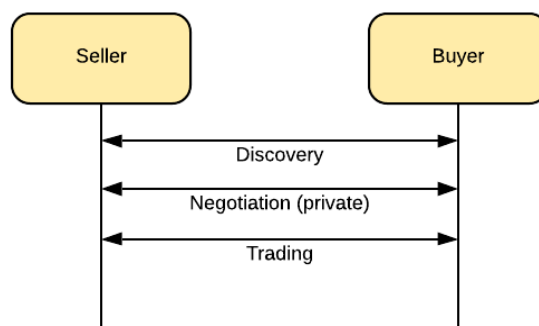 Seller
Buyer
Discovery
Negotiation (private)
Trading